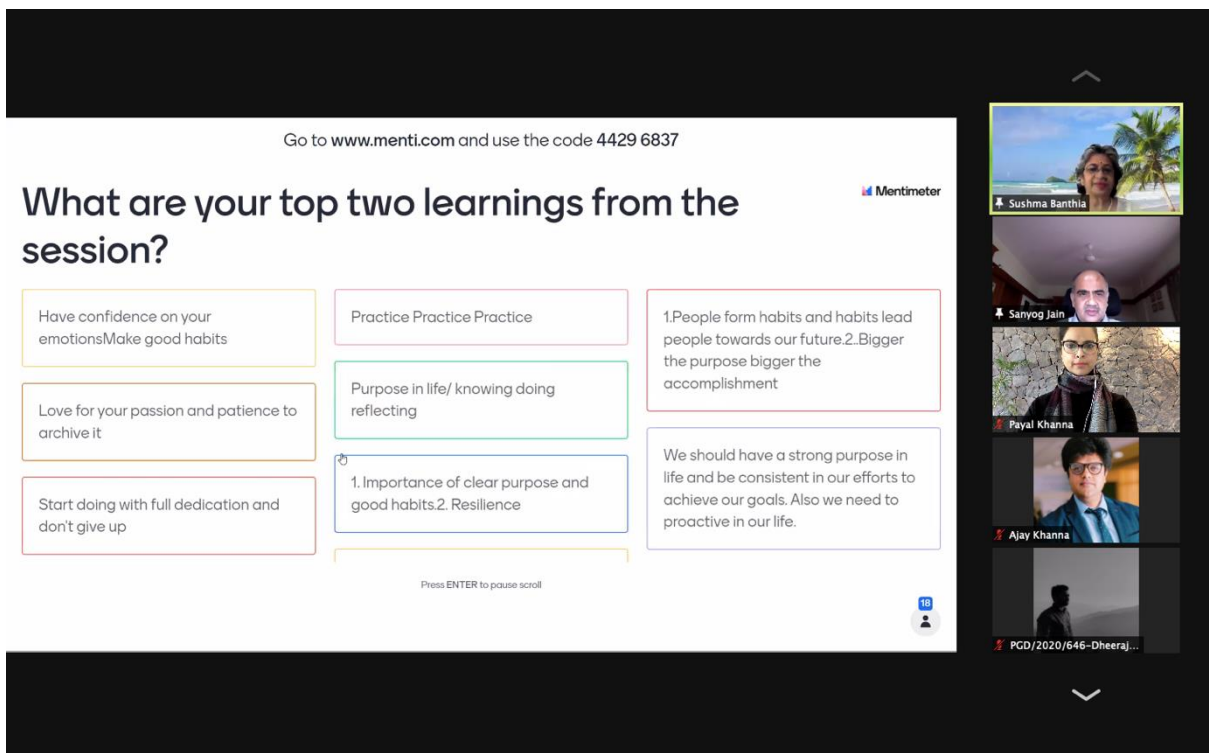 Go to www.menti.com and use the code 4429 6837
What are your top two learnings from the
session?
Mentimeter
Have confidence on your
emotionsMake good habits
Love for your passion and patience to
archive it
Start doing with full dedication and
don't give up
Practice Practice Practice
Purpose in life/ knowing doing
reflecting
1. Importance of clear purpose and
good habits.2. Resilience
1.People form habits and habits lead
people towards our future.2..Bigger
the purpose bigger the
accomplishment
We should have a strong purpose in
life and be consistent in our efforts to
achieve our goals. Also we need to
proactive in our life.
Press ENTER to pause scroll
18
Sushma Banthia
Sanyog Jain
Payal Khanna
Ajay Khanna
PGD/2020/646-Dheeraj...